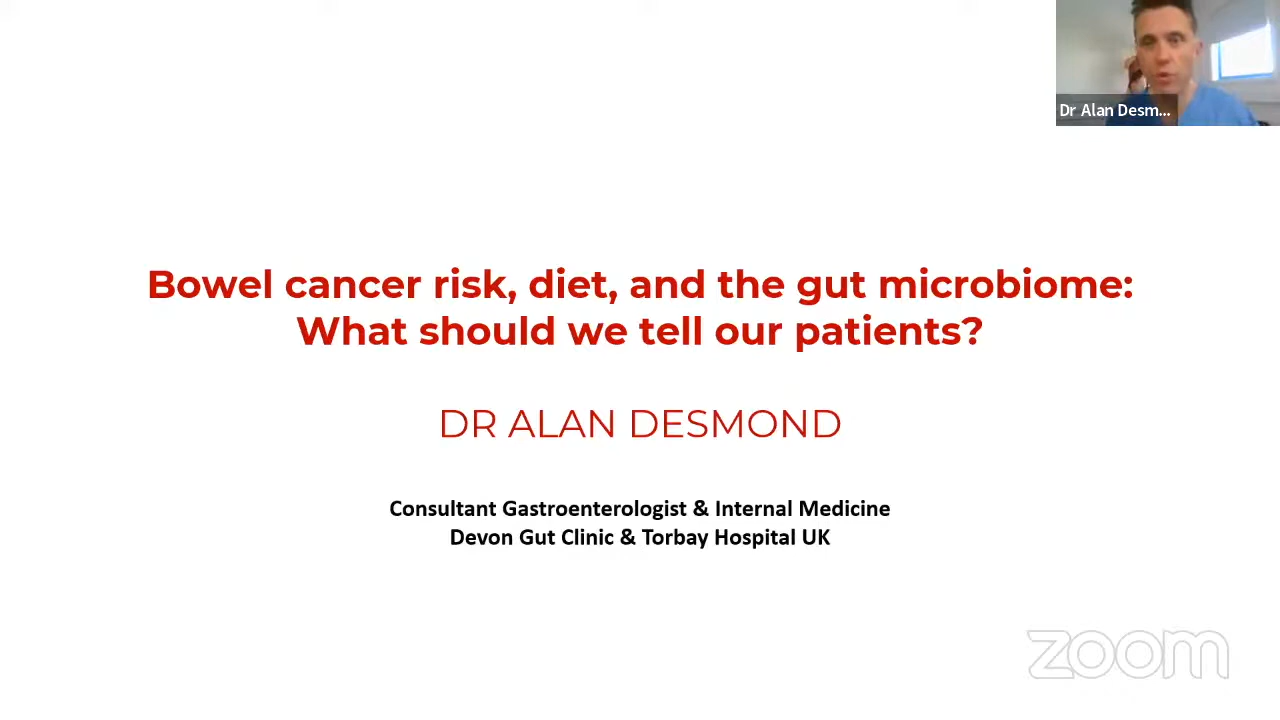 Dr Alan Desm...
Bowel cancer risk, diet, and the gut microbiome:
What should we tell our patients?
DR ALAN DESMOND
Consultant Gastroenterologist & Internal Medicine
Devon Gut Clinic & Torbay Hospital UK
zoom